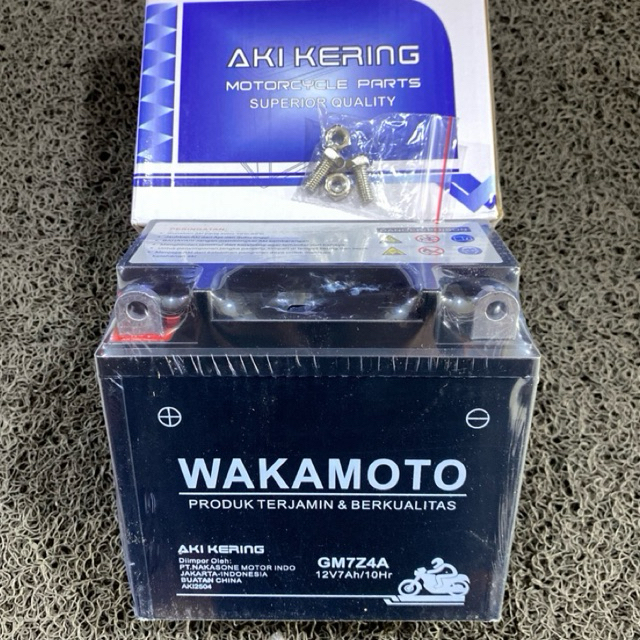 AKI KERING
MOTORCYCLE PARTS
SUPERIOR QUALITY
WAKAMOTO
PRODUK TERJAMIN & BERKUALITAS
AKI KERING
Diimpor Oleh:
PT.NAKASONE MOTOR INDO
JAKARTA-INDONESIA
BUATAN CHINA
AKI2504
GM7Z4A
12V7Ah/10Hr